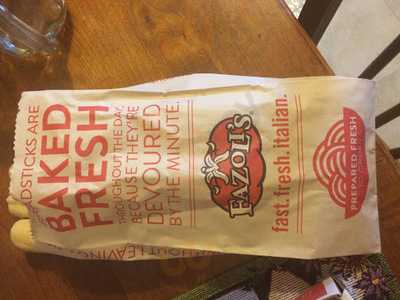 ADSTICKS ARE
BAKED
FRESH
THROUGHOUT THE DAY,
BECAUSE THEY'RE
DEVOURED
BY THE MINUTE.
FAZOLI'S
fast. fresh. italian.
PREPARED FRESH
LEAVING